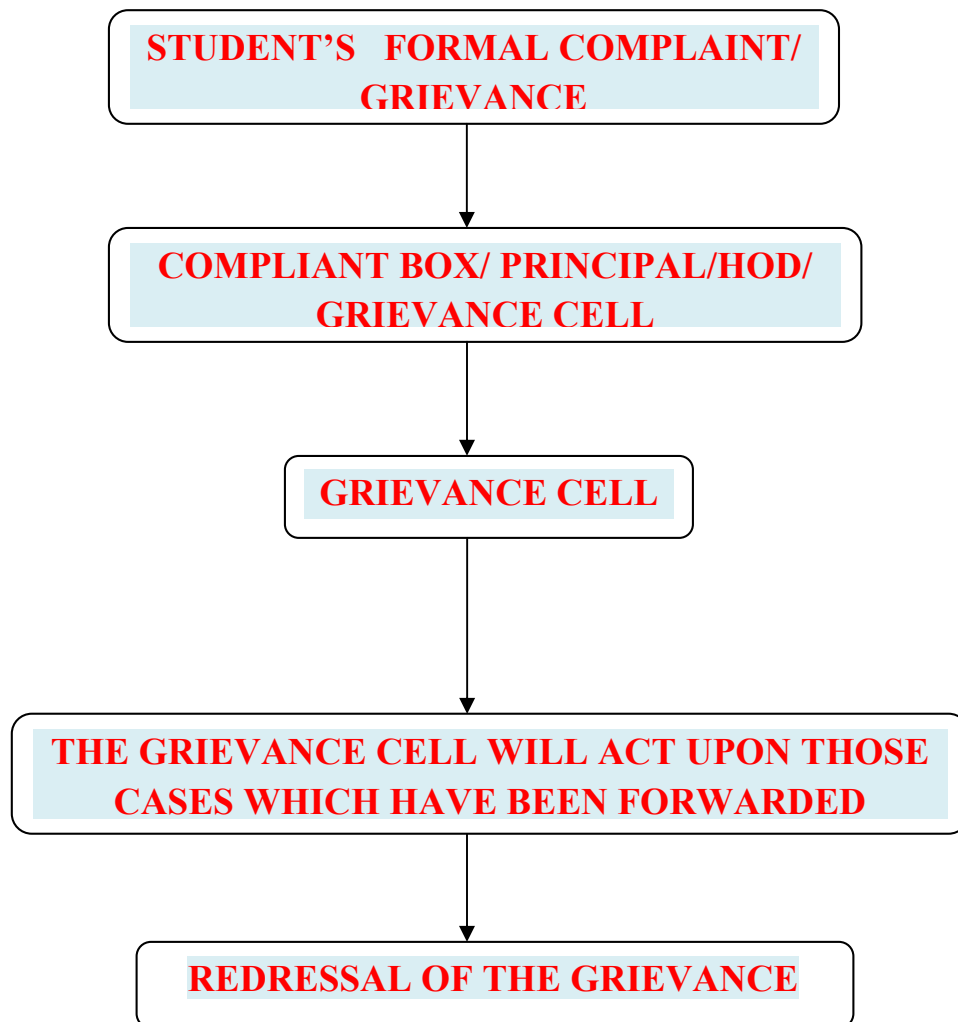 STUDENT’S   FORMAL COMPLAINT/
GRIEVANCE
COMPLIANT BOX/ PRINCIPAL/HOD/
GRIEVANCE CELL
GRIEVANCE CELL
THE GRIEVANCE CELL WILL ACT UPON THOSE
CASES WHICH HAVE BEEN FORWARDED
REDRESSAL OF THE GRIEVANCE